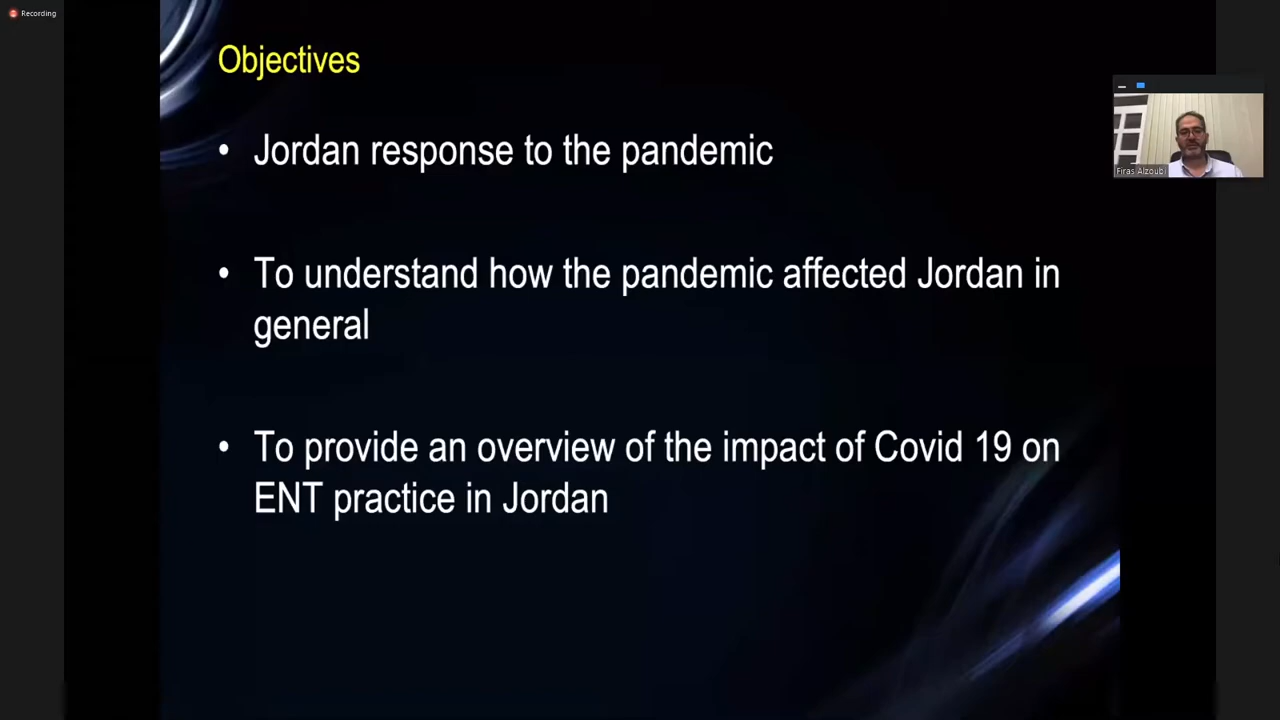 Recording
Objectives
• Jordan response to the pandemic
• To understand how the pandemic affected Jordan in
general
• To provide an overview of the impact of Covid 19 on
ENT practice in Jordan
Firas Alzoubi